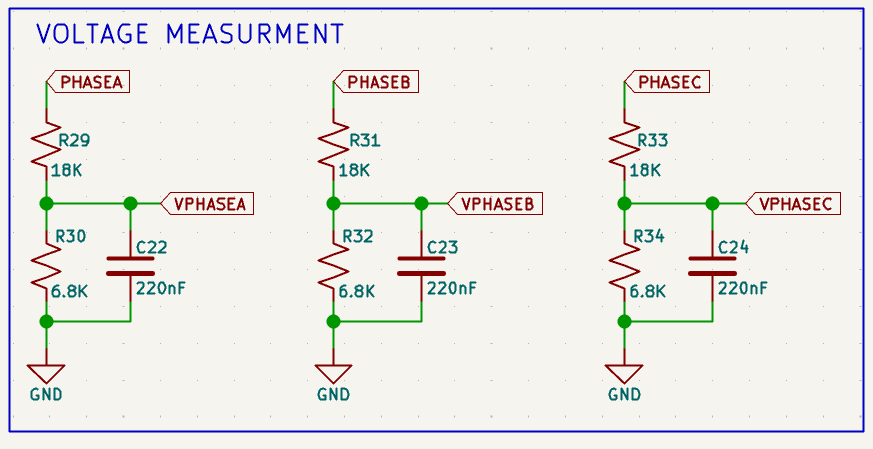 VOLTAGE MEASURMENT
PHASEA
PHASEB
PHASEC
R29
18K
R31
18K
R33
18K
VPHASEA
VPHASEB
VPHASEC
R30
6.8K
C22
220nF
R32
6.8K
C23
220nF
R34
6.8K
C24
220nF
GND
GND
GND